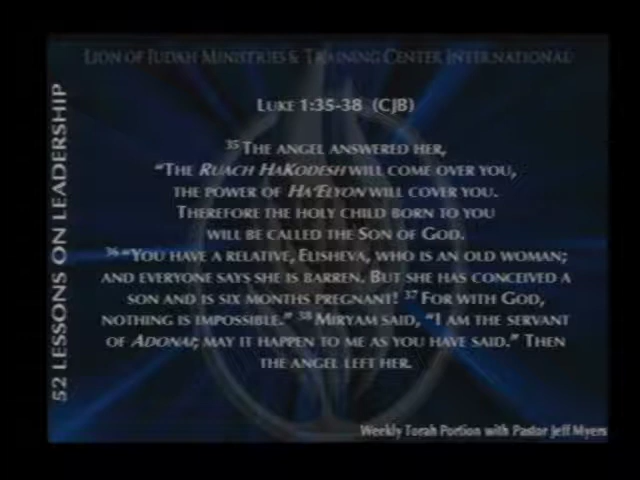 LION OF JUDAH MINISTRIES & TRAINING CENTER INTERNATIONAL
52 LESSONS ON LEADERSHIP
LUKE 1:35-38 (CJB)
35 THE ANGEL ANSWERED HER,
"THE RUACH HAKODESH WILL COME OVER YOU,
THE POWER OF HA'ELYON WILL COVER YOU.
THEREFORE THE HOLY CHILD BORN TO YOU
WILL BE CALLED THE SON OF GOD.
36 "YOU HAVE A RELATIVE, ELISHEVA, WHO IS AN OLD WOMAN;
AND EVERYONE SAYS SHE IS BARREN. BUT SHE HAS CONCEIVED A
SON AND IS SIX MONTHS PREGNANT! 37 FOR WITH GOD,
NOTHING IS IMPOSSIBLE." 38 MIRYAM SAID, "I AM THE SERVANT
OF ADONAI; MAY IT HAPPEN TO ME AS YOU HAVE SAID." THEN
THE ANGEL LEFT HER.
Weekly Torah Portion with Pastor Jeff Myers